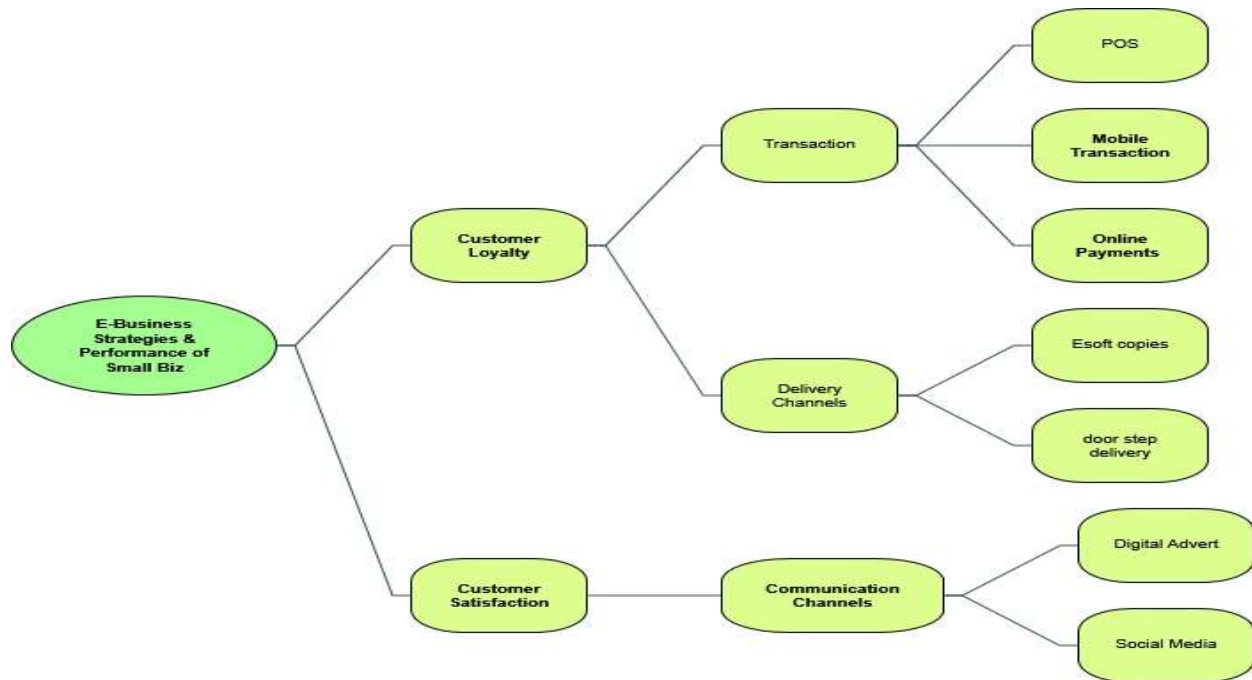 POS
Transaction
Mobile
Transaction
Customer
Loyalty
Online
Payments
E-Business
Strategies &
Performance of
Small Biz
Esoft copies
Delivery
Channels
door step
delivery
Digital Advert
Customer
Satisfaction
Communication
Channels
Social Media